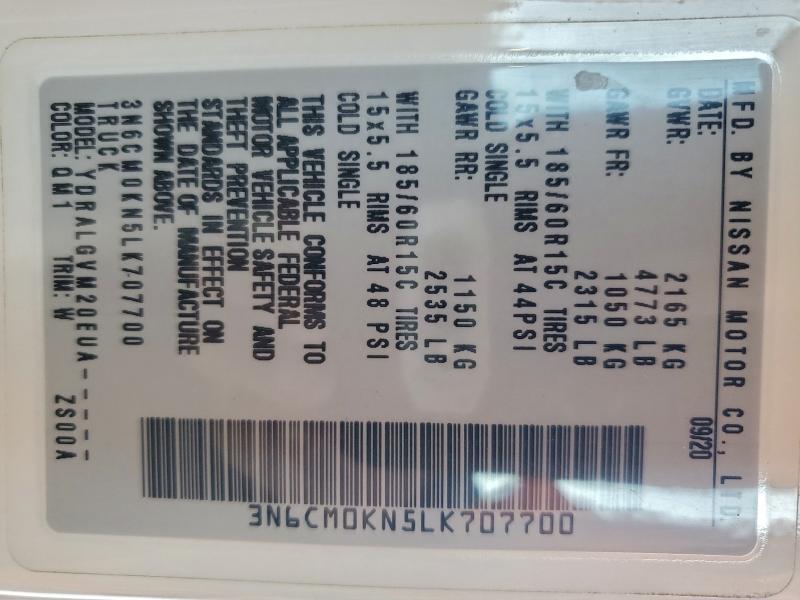 MFD. BY NISSAN MOTOR CO., LTD.
DATE: 09/20
GVWR: 2165 KG
4773 LB
GAWR FR: 1050 KG
2315 LB
WITH 185/60R15C TIRES
15x5.5 RIMS AT 44PSI
COLD SINGLE
GAWR RR: 1150 KG
2535 LB
WITH 185/60R15C TIRES
15x5.5 RIMS AT 48 PSI
COLD SINGLE
THIS VEHICLE CONFORMS TO
ALL APPLICABLE FEDERAL
MOTOR VEHICLE SAFETY AND
THEFT PREVENTION
STANDARDS IN EFFECT ON
THE DATE OF MANUFACTURE
SHOWN ABOVE.
3N6CM0KN5LK707700
TRUCK
MODEL: YDRALGVM20EUA-----
COLOR: QM1 TRIM: W ZS00A
3N6CM0KN5LK707700